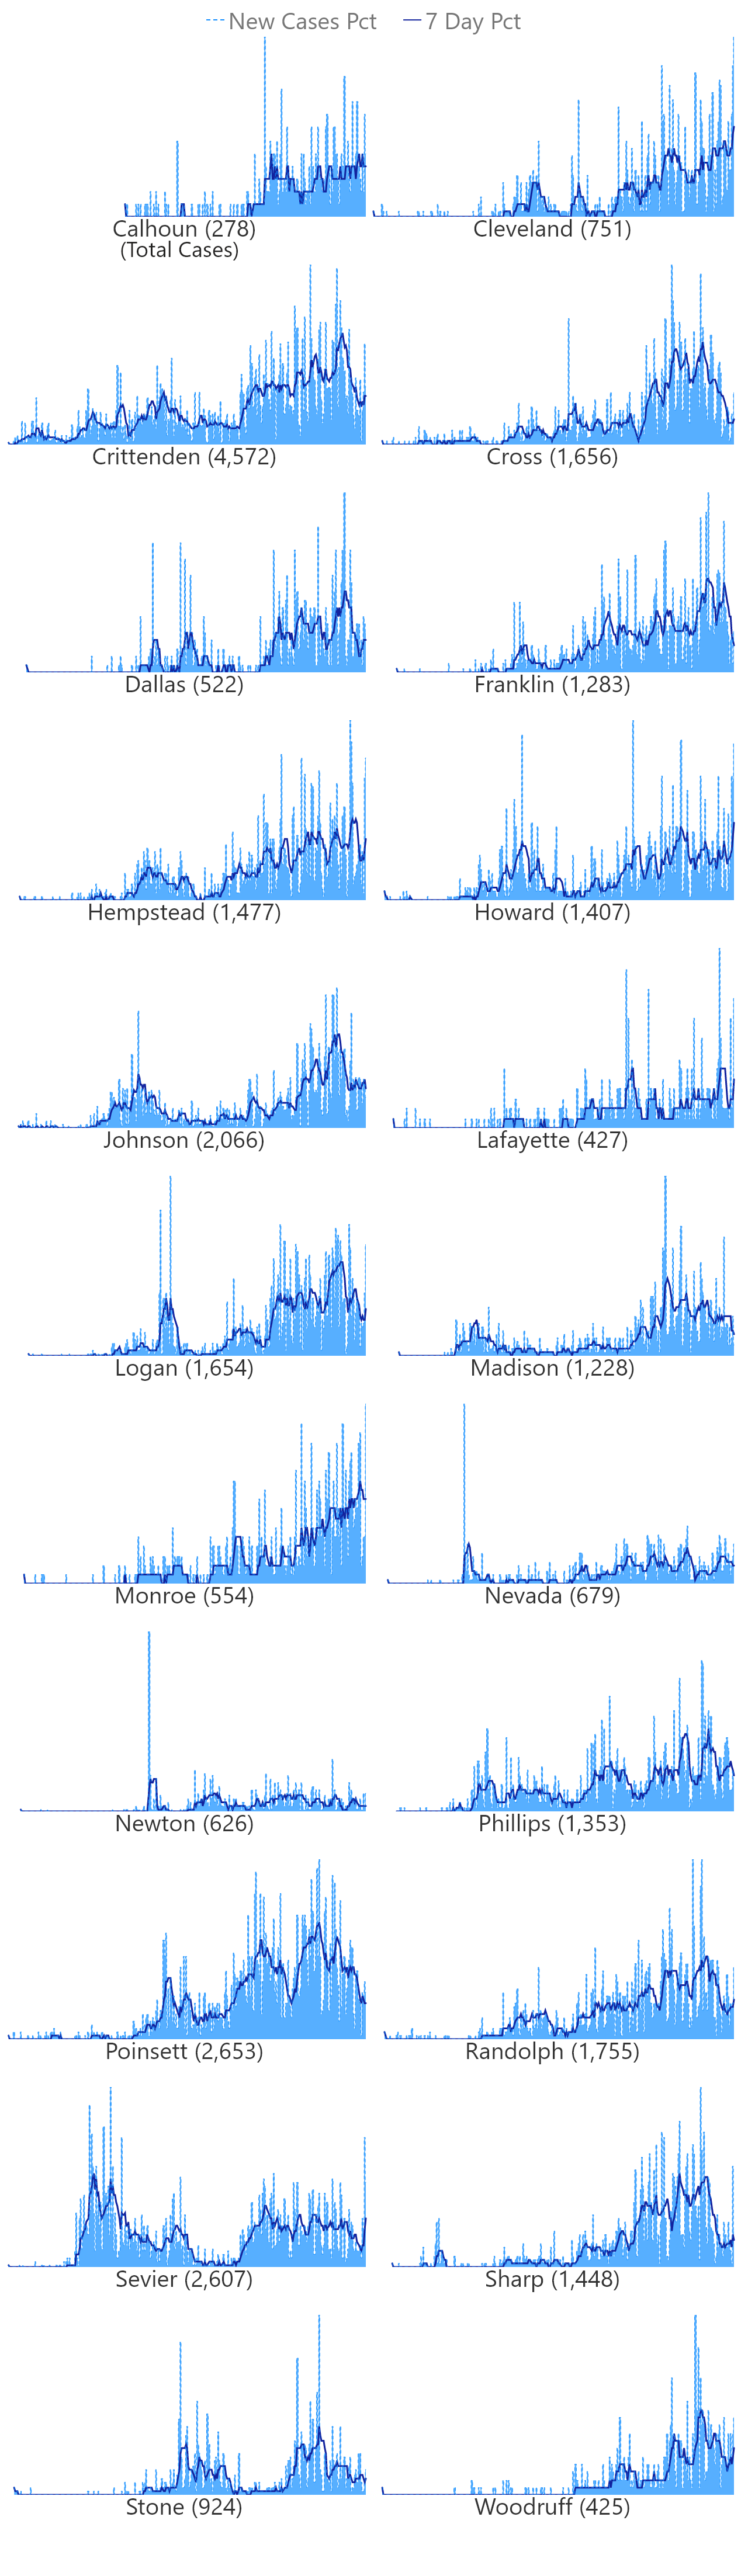 New Cases Pct 7 Day Pct
Calhoun (278) Cleveland (751)
(Total Cases)
Crittenden (4,572) Cross (1,656)
Dallas (522) Franklin (1,283)
Hempstead (1,477) Howard (1,407)
Johnson (2,066) Lafayette (427)
Logan (1,654) Madison (1,228)
Monroe (554) Nevada (679)
Newton (626) Phillips (1,353)
Poinsett (2,653) Randolph (1,755)
Sevier (2,607) Sharp (1,448)
Stone (924) Woodruff (425)